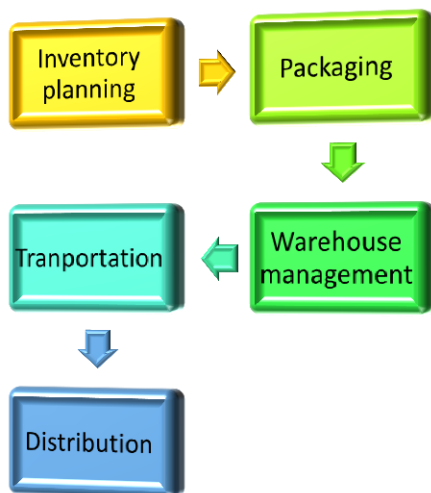 Inventory
planning
Packaging
Warehouse
management
Tranportation
Distribution